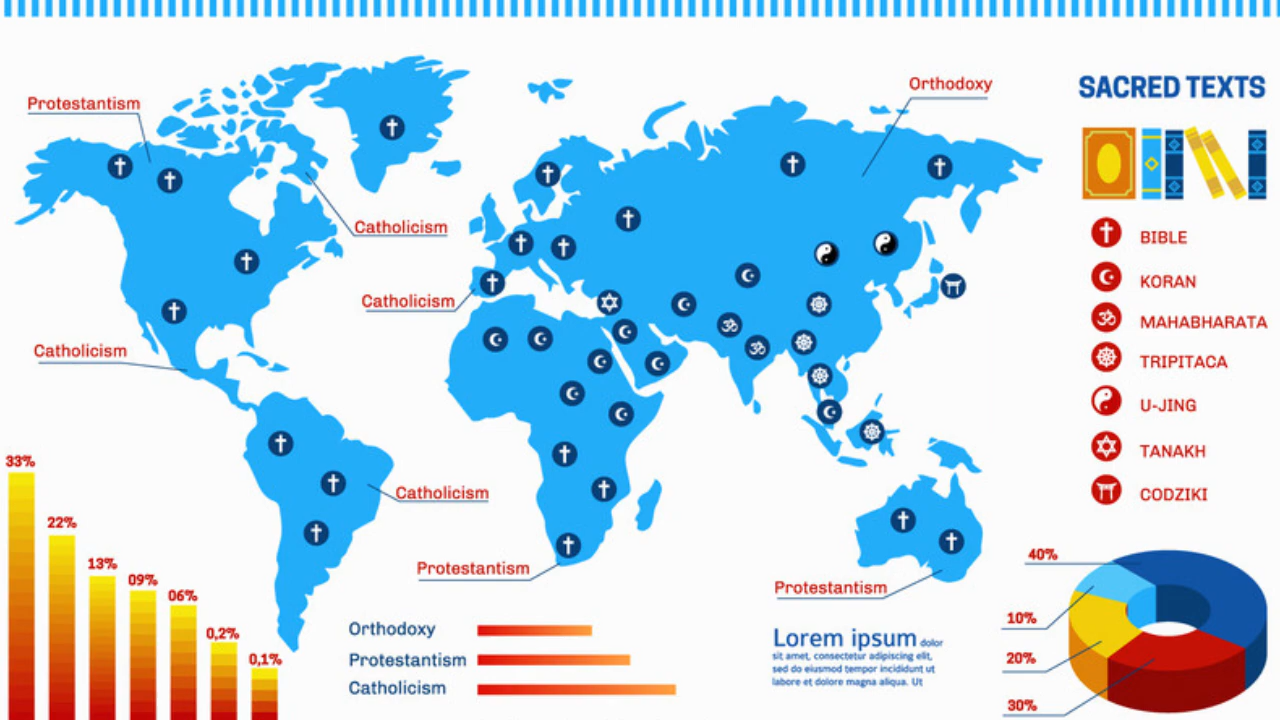 Protestantism
Orthodoxy
SACRED TEXTS
Catholicism
BIBLE
KORAN
Catholicism
MAHABHARATA
Catholicism
TRIPITACA
U-JING
TANAKH
CODZIKI
Catholicism
33%
22%
13%
09%
06%
0,2%
0,1%
Protestantism
Protestantism
Orthodoxy
Protestantism
Catholicism
Lorem ipsum dolor
sit amet, consectetur adipiscing elit,
sed do eiusmod tempor incididunt ut
labore et dolore magna aliqua. Ut
40%
10%
20%
30%